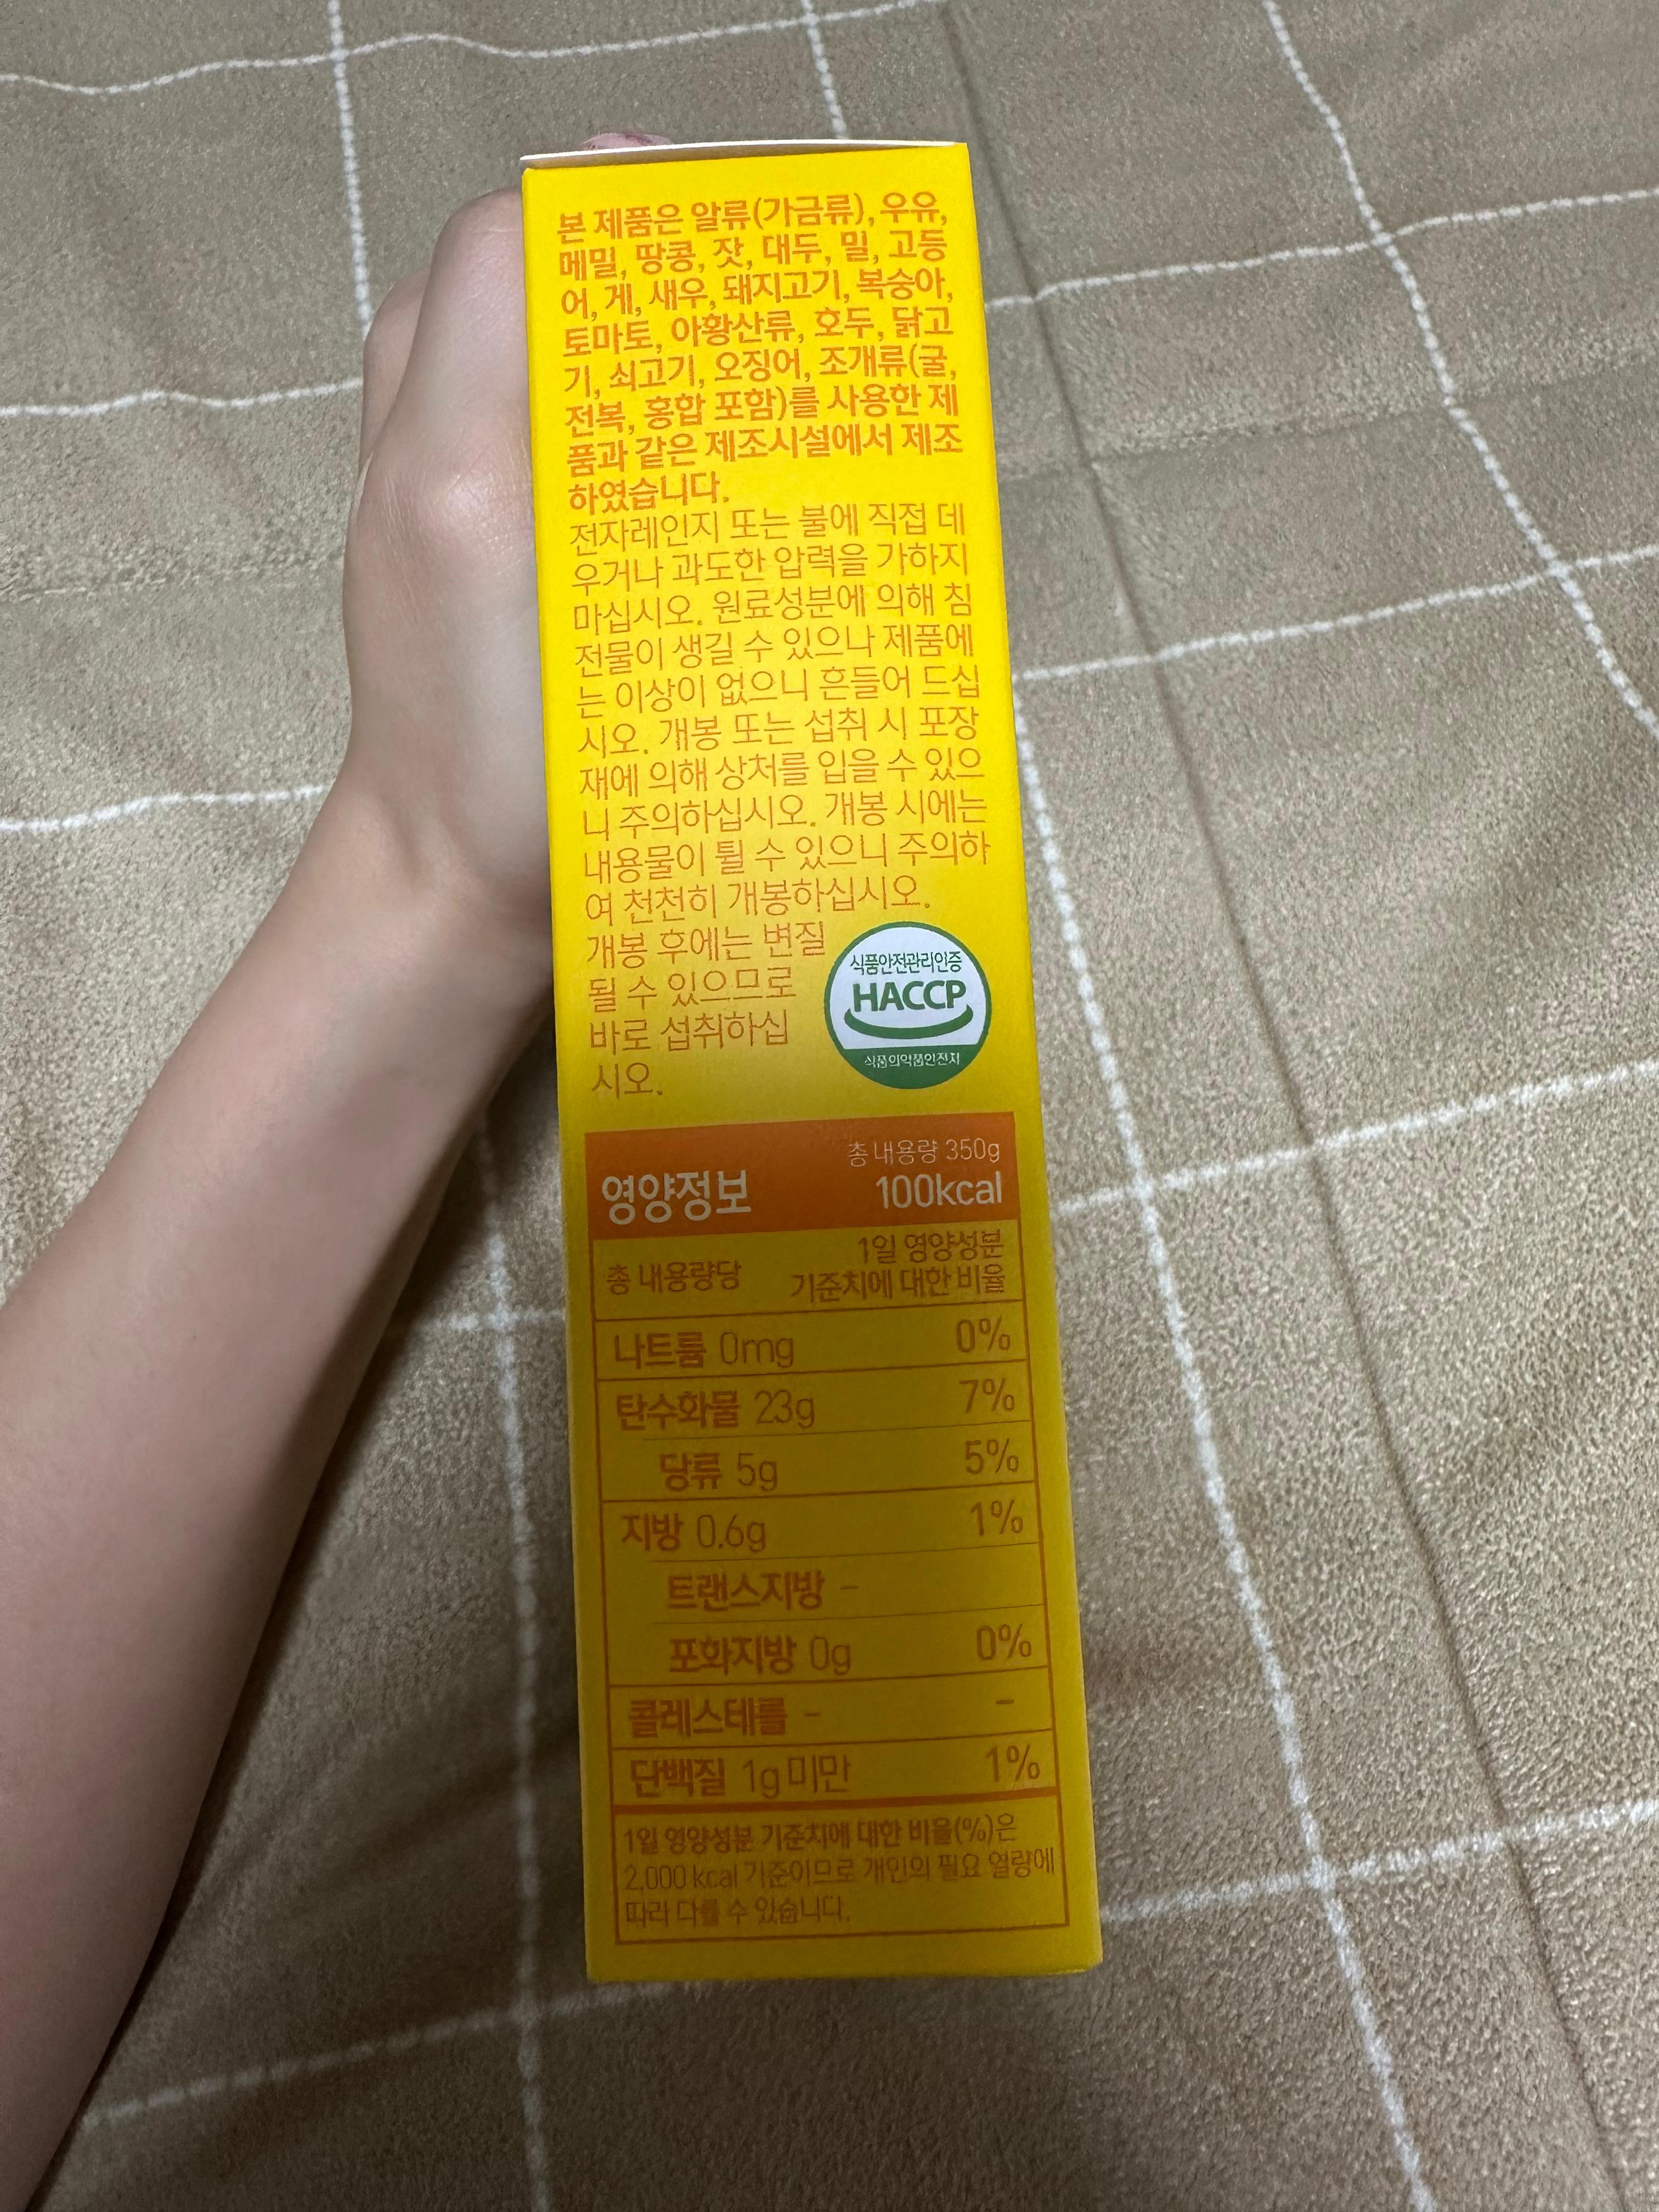 본 제품은 알류(가금류), 우유,
메밀, 땅콩, 잣, 대두, 밀, 고등
어, 게, 새우, 돼지고기, 복숭아,
토마토, 아황산류, 호두, 닭고
기, 쇠고기, 오징어, 조개류(굴,
전복, 홍합 포함)를 사용한 제
품과 같은 제조시설에서 제조
하였습니다.
전자레인지 또는 불에 직접 데
우거나 과도한 압력을 가하지
마십시오. 원료성분에 의해 침
전물이 생길 수 있으나 제품에
는 이상이 없으니 흔들어 드십
시오. 개봉 또는 섭취 시 포장
재에 의해 상처를 입을 수 있으
니 주의하십시오. 개봉 시에는
내용물이 튈 수 있으니 주의하
여 천천히 개봉하십시오.
개봉 후에는 변질
될 수 있으므로
바로 섭취하십
시오.
식품안전관리인증
HACCP
식품의약품안전처
총 내용량 350g
영양정보 100kcal
총 내용량당 1일 영양성분
기준치에 대한 비율
나트륨 0mg 0%
탄수화물 23g 7%
당류 5g 5%
지방 0.6g 1%
트랜스지방 -
포화지방 0g 0%
콜레스테롤 - -
단백질 1g 미만 1%
1일 영양성분 기준치에 대한 비율(%)은
2,000 kcal 기준이므로 개인의 필요 열량에
따라 다를 수 있습니다.